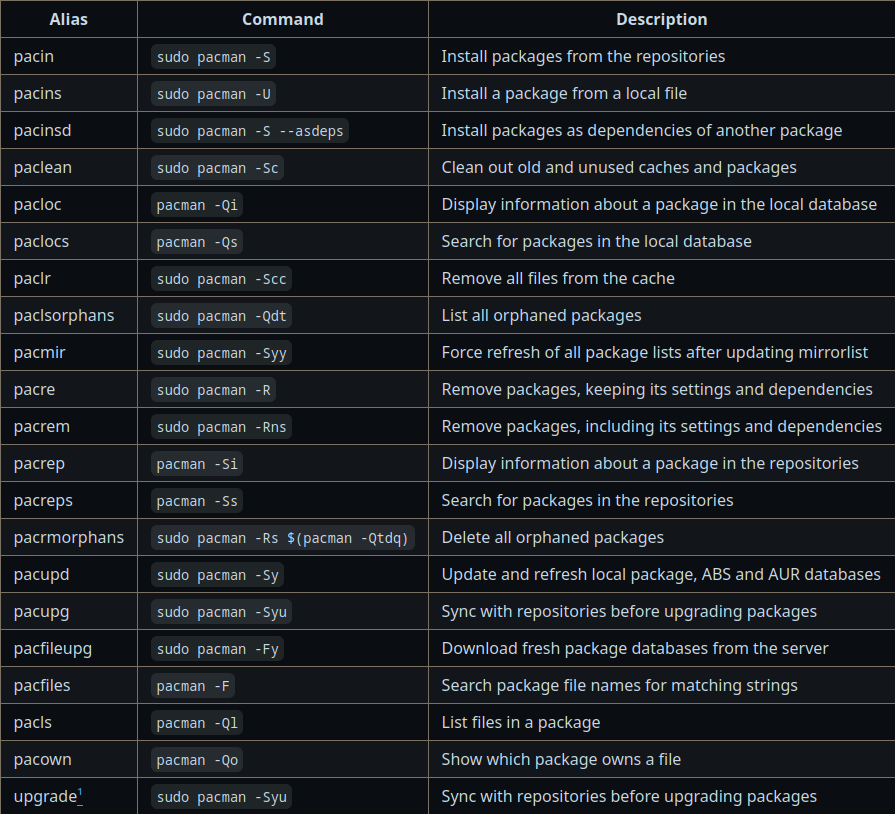 Alias Command Description
pacin sudo pacman -S Install packages from the repositories
pacins sudo pacman -U Install a package from a local file
pacinsd sudo pacman -S --asdeps Install packages as dependencies of another package
paclean sudo pacman -Sc Clean out old and unused caches and packages
pacloc pacman -Qi Display information about a package in the local database
paclocs pacman -Qs Search for packages in the local database
paclr sudo pacman -Scc Remove all files from the cache
paclsorphans sudo pacman -Qdt List all orphaned packages
pacmir sudo pacman -Syy Force refresh of all package lists after updating mirrorlist
pacre sudo pacman -R Remove packages, keeping its settings and dependencies
pacrem sudo pacman -Rns Remove packages, including its settings and dependencies
pacrep pacman -Si Display information about a package in the repositories
pacreps pacman -Ss Search for packages in the repositories
pacrmorphans sudo pacman -Rs $(pacman -Qtdq) Delete all orphaned packages
pacupd sudo pacman -Sy Update and refresh local package, ABS and AUR databases
pacupg sudo pacman -Syu Sync with repositories before upgrading packages
pacfileupg sudo pacman -Fy Download fresh package databases from the server
pacfiles pacman -F Search package file names for matching strings
pacls pacman -Ql List files in a package
pacown pacman -Qo Show which package owns a file
upgrade¹ sudo pacman -Syu Sync with repositories before upgrading packages